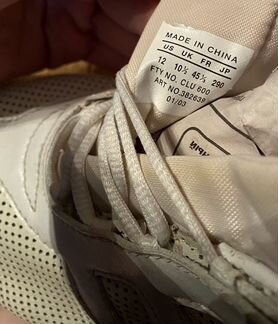 MADE IN CHINA
US UK FR JP
12 10½ 45½ 290
FTY NO. CLU 600
ART NO. 382638
01/03